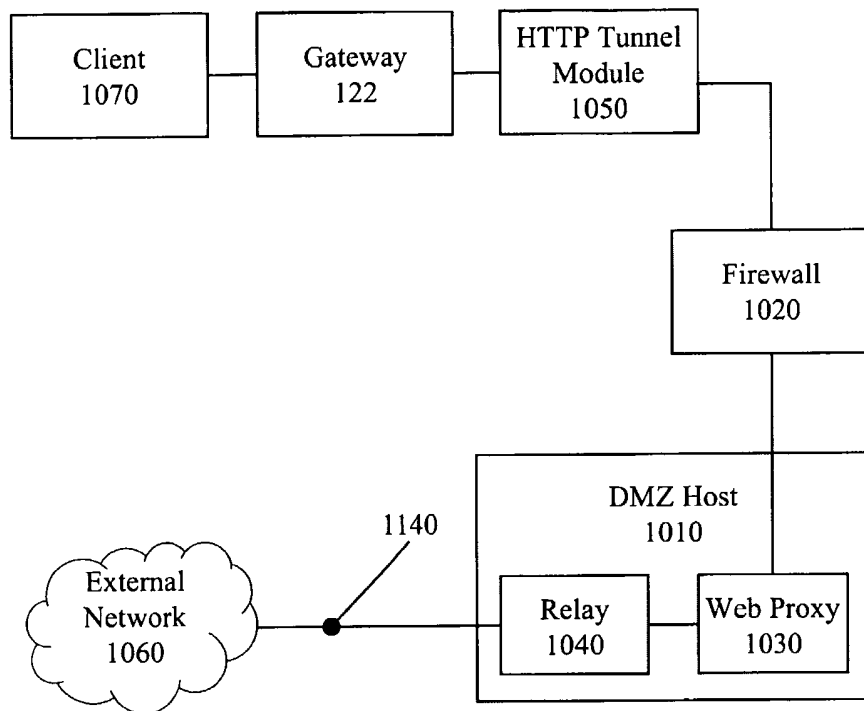 Client
1070
Gateway
122
HTTP Tunnel
Module
1050
Firewall
1020
DMZ Host
1010
1140
External
Network
1060
Relay
1040
Web Proxy
1030